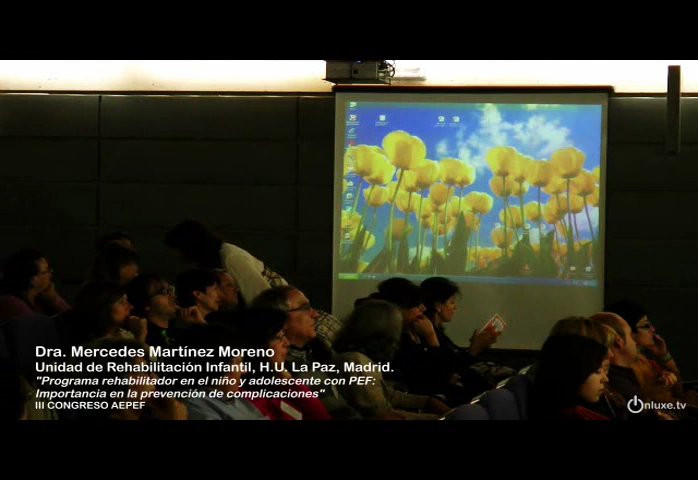 Dra. Mercedes Martínez Moreno
Unidad de Rehabilitación Infantil, H.U. La Paz, Madrid.
"Programa rehabilitador en el niño y adolescente con PEF:
Importancia en la prevención de complicaciones"
III CONGRESO AEPEF
Onluxe.tv